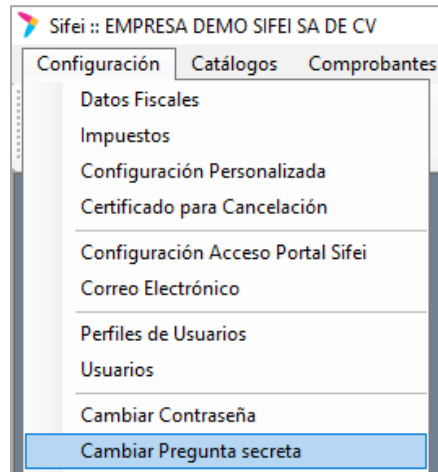 Sifei :: EMPRESA DEMO SIFEI SA DE CV
Configuración Catálogos Comprobantes
Datos Fiscales
Impuestos
Configuración Personalizada
Certificado para Cancelación
Configuración Acceso Portal Sifei
Correo Electrónico
Perfiles de Usuarios
Usuarios
Cambiar Contraseña
Cambiar Pregunta secreta